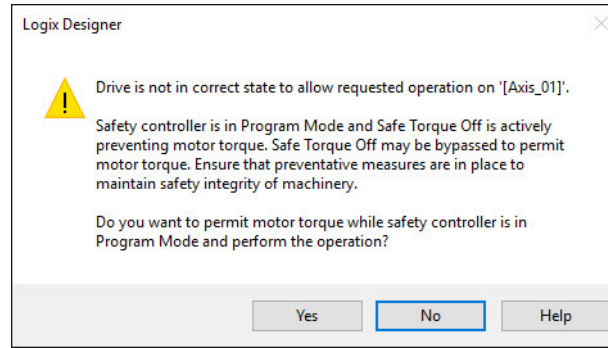 Logix Designer
Drive is not in correct state to allow requested operation on '[Axis_01]'.
Safety controller is in Program Mode and Safe Torque Off is actively
preventing motor torque. Safe Torque Off may be bypassed to permit
motor torque. Ensure that preventative measures are in place to
maintain safety integrity of machinery.
Do you want to permit motor torque while safety controller is in
Program Mode and perform the operation?
Yes No Help